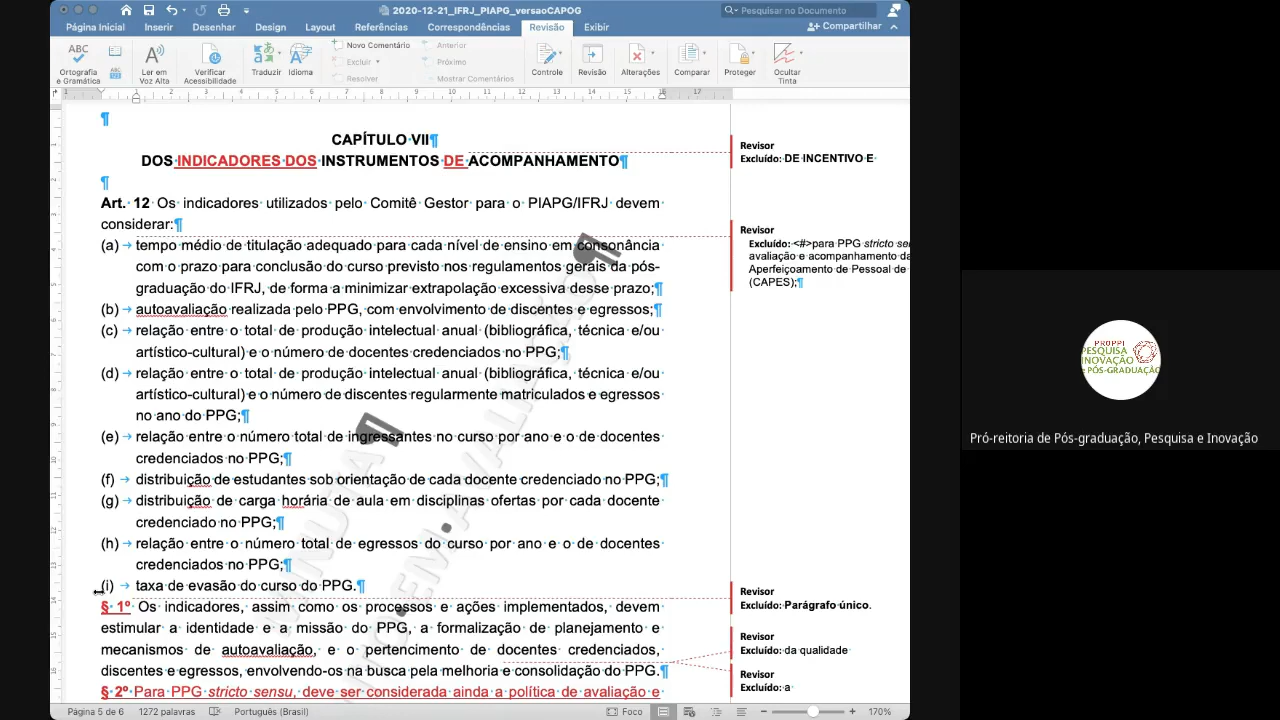 2020-12-21_IFRJ_PIAPG_versaoCAPOG
Pesquisar no Documento
Página Inicial Inserir Desenhar Design Layout Referências Correspondências Revisão Exibir
Compartilhar
Ortografia e Gramática
Ler em Voz Alta
Verificar Acessibilidade
Traduzir Idioma
Novo Comentário
Excluir
Resolver
Anterior
Próximo
Mostrar Comentários
Controle Revisão Alterações Comparar Proteger
Ocultar Tinta
CAPÍTULO VII
DOS INDICADORES DOS INSTRUMENTOS DE ACOMPANHAMENTO
Art. 12 Os indicadores utilizados pelo Comitê Gestor para o PIAPG/IFRJ devem
considerar:
(a) tempo médio de titulação adequado para cada nível de ensino em consonância
com o prazo para conclusão do curso previsto nos regulamentos gerais da pós-
graduação do IFRJ, de forma a minimizar extrapolação excessiva desse prazo;
(b) autoavaliação realizada pelo PPG, com envolvimento de discentes e egressos;
(c) relação entre o total de produção intelectual anual (bibliográfica, técnica e/ou
artístico-cultural) e o número de docentes credenciados no PPG;
(d) relação entre o total de produção intelectual anual (bibliográfica, técnica e/ou
artístico-cultural) e o número de discentes regularmente matriculados e egressos
no ano do PPG;
(e) relação entre o número total de ingressantes no curso por ano e o de docentes
credenciados no PPG;
(f) distribuição de estudantes sob orientação de cada docente credenciado no PPG;
(g) distribuição de carga horária de aula em disciplinas ofertas por cada docente
credenciado no PPG;
(h) relação entre o número total de egressos do curso por ano e o de docentes
credenciados no PPG;
(i) taxa de evasão do curso do PPG.
§ 1º Os indicadores, assim como os processos e ações implementados, devem
estimular a identidade e a missão do PPG, a formalização de planejamento e
mecanismos de autoavaliação, e o pertencimento de docentes credenciados,
discentes e egressos, envolvendo-os na busca pela melhoria e consolidação do PPG.
§ 2º Para PPG stricto sensu, deve ser considerada ainda a política de avaliação e
Revisor
Excluído: DE INCENTIVO E
Revisor
Excluído: <#>para PPG stricto
avaliação e acompanhamento da
Aperfeiçoamento de Pessoal de
(CAPES);
Revisor
Excluído: Parágrafo único.
Revisor
Excluído: da qualidade
Revisor
Excluído: a
Página 5 de 6 1272 palavras Português (Brasil) Foco 170%
PROPPI
PESQUISA
INOVAÇÃO
E PÓS-GRADUAÇÃO
Pró-reitoria de Pós-graduação, Pesquisa e Inovação